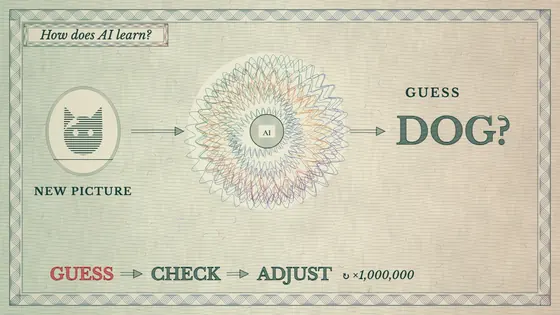 How does AI learn?
GUESS
DOG?
AI
NEW PICTURE
GUESS → CHECK → ADJUST ↻ ×1,000,000